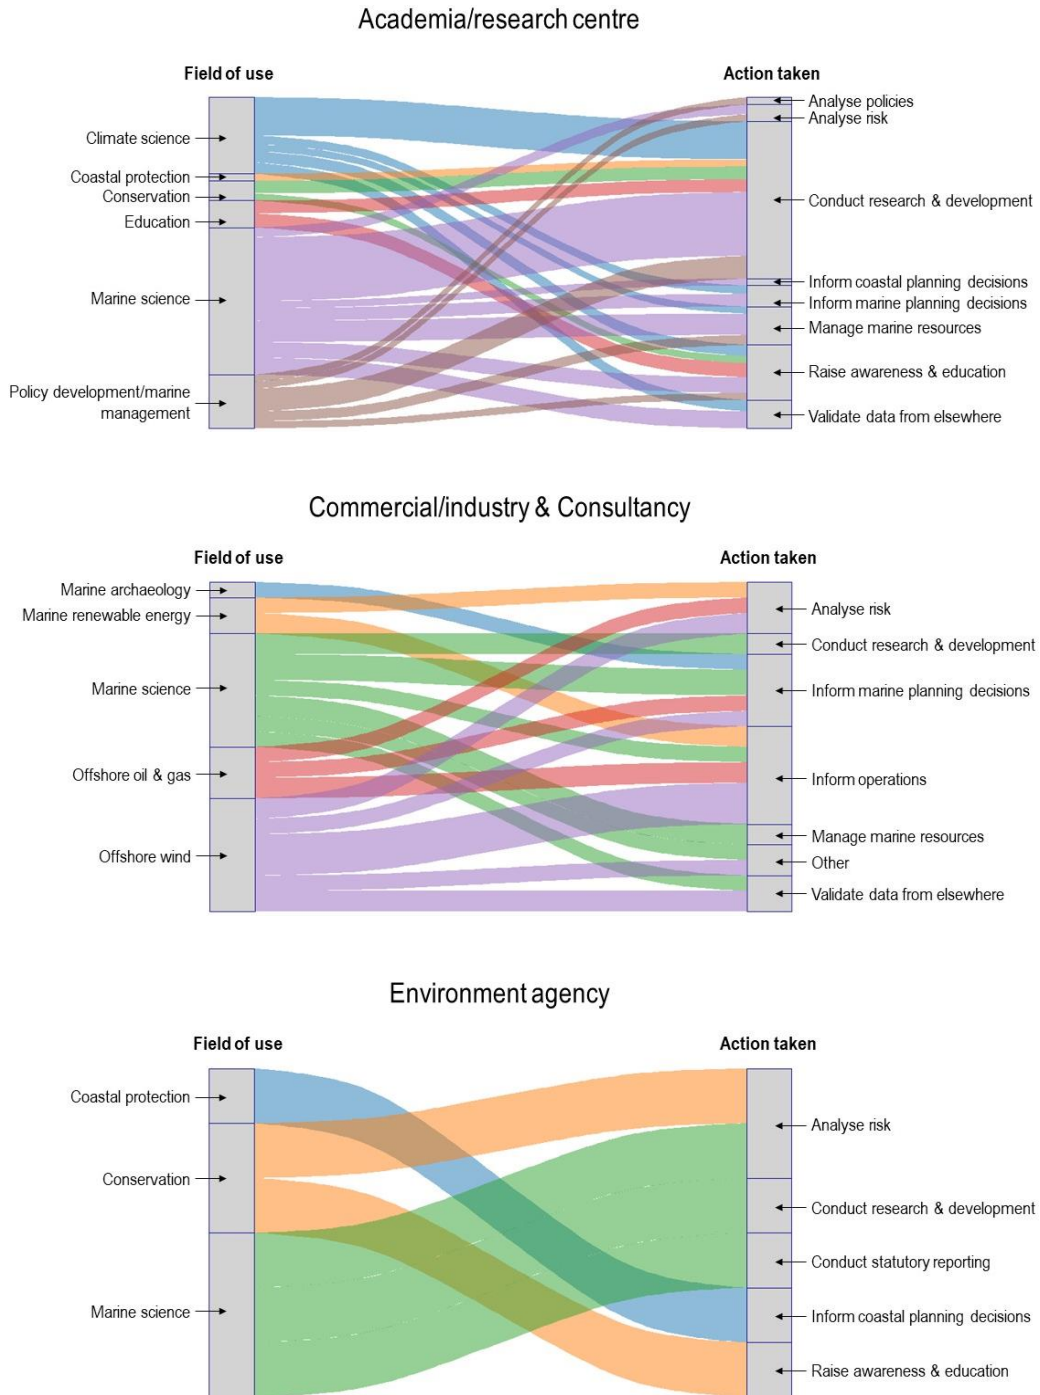 Academia/research centre
Field of use
Action taken
Climate science
Coastal protection
Conservation
Education
Marine science
Policy development/marine
management
Analyse policies
Analyse risk
Conduct research & development
Inform coastal planning decisions
Inform marine planning decisions
Manage marine resources
Raise awareness & education
Validate data from elsewhere
Commercial/industry & Consultancy
Field of use
Action taken
Marine archaeology
Marine renewable energy
Marine science
Offshore oil & gas
Offshore wind
Analyse risk
Conduct research & development
Inform marine planning decisions
Inform operations
Manage marine resources
Other
Validate data from elsewhere
Environment agency
Field of use
Action taken
Coastal protection
Conservation
Marine science
Analyse risk
Conduct research & development
Conduct statutory reporting
Inform coastal planning decisions
Raise awareness & education